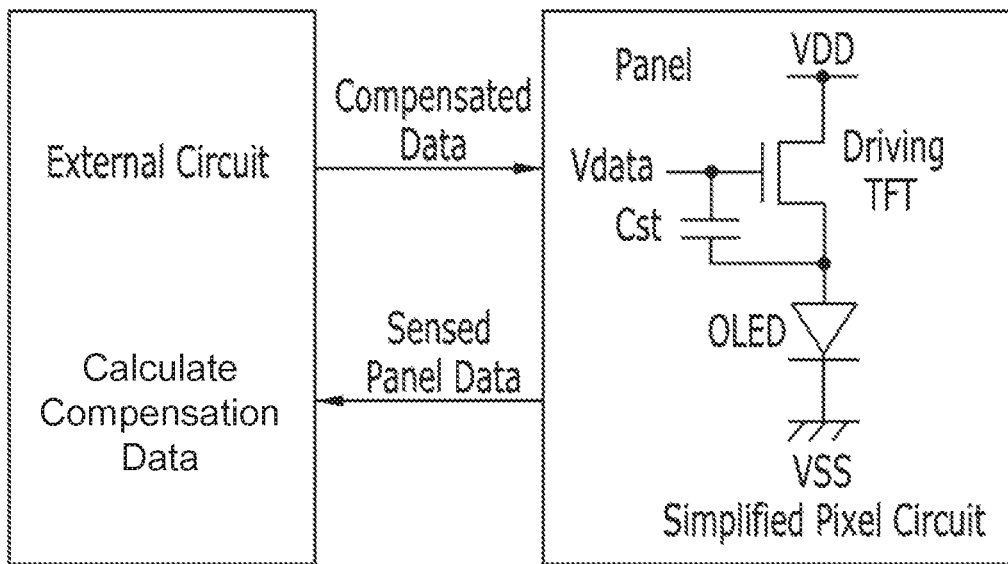 External Circuit
Calculate
Compensation
Data
Compensated
Data
Sensed
Panel Data
Panel
VDD
Vdata
Driving
TFT
Cst
OLED
VSS
Simplified Pixel Circuit